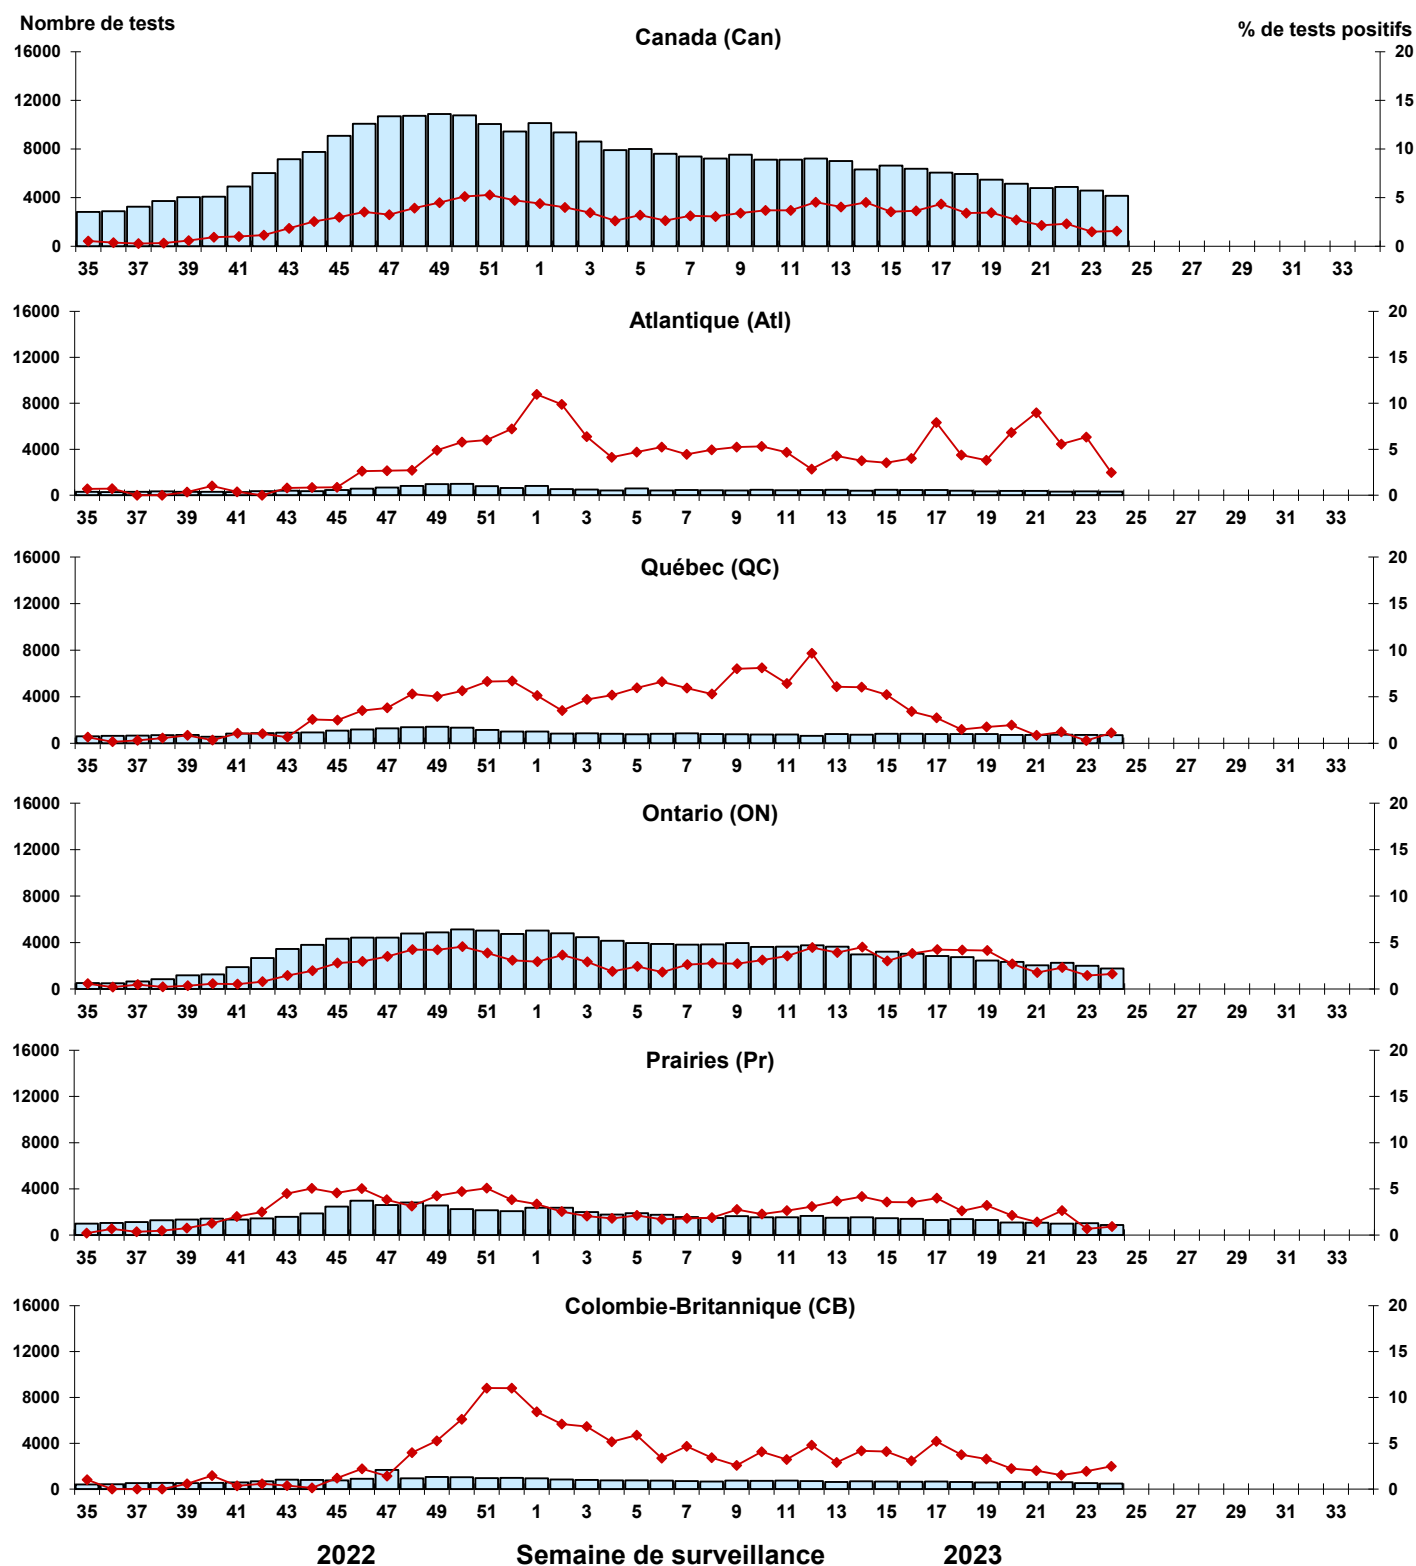 Nombre de tests
% de tests positifs
Canada (Can)
16000 20
12000 15
8000 10
4000 5
0 0
35 37 39 41 43 45 47 49 51 1 3 5 7 9 11 13 15 17 19 21 23 25 27 29 31 33
Atlantique (Atl)
16000 20
12000 15
8000 10
4000 5
0 0
35 37 39 41 43 45 47 49 51 1 3 5 7 9 11 13 15 17 19 21 23 25 27 29 31 33
Québec (QC)
16000 20
12000 15
8000 10
4000 5
0 0
35 37 39 41 43 45 47 49 51 1 3 5 7 9 11 13 15 17 19 21 23 25 27 29 31 33
Ontario (ON)
16000 20
12000 15
8000 10
4000 5
0 0
35 37 39 41 43 45 47 49 51 1 3 5 7 9 11 13 15 17 19 21 23 25 27 29 31 33
Prairies (Pr)
16000 20
12000 15
8000 10
4000 5
0 0
35 37 39 41 43 45 47 49 51 1 3 5 7 9 11 13 15 17 19 21 23 25 27 29 31 33
Colombie-Britannique (CB)
16000 20
12000 15
8000 10
4000 5
0 0
35 37 39 41 43 45 47 49 51 1 3 5 7 9 11 13 15 17 19 21 23 25 27 29 31 33
2022 Semaine de surveillance 2023